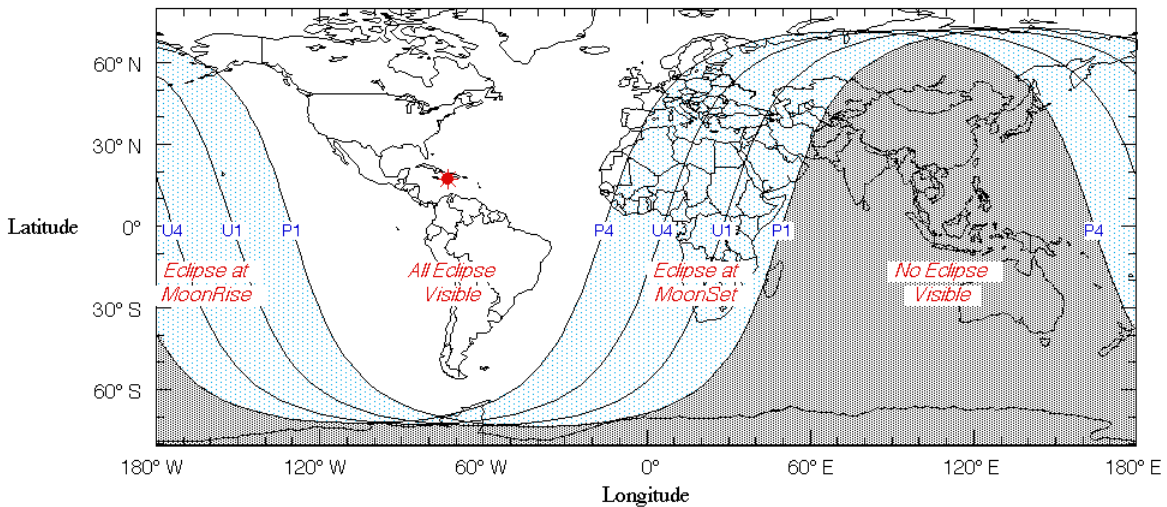 60° N
30° N
Latitude
0°
30° S
60° S
U4 U1 P1 P4 U4 U1 P1 P4
Eclipse at
MoonRise
All Eclipse
Visible
Eclipse at
MoonSet
No Eclipse
Visible
180° W 120° W 60° W 0° 60° E 120° E 180° E
Longitude